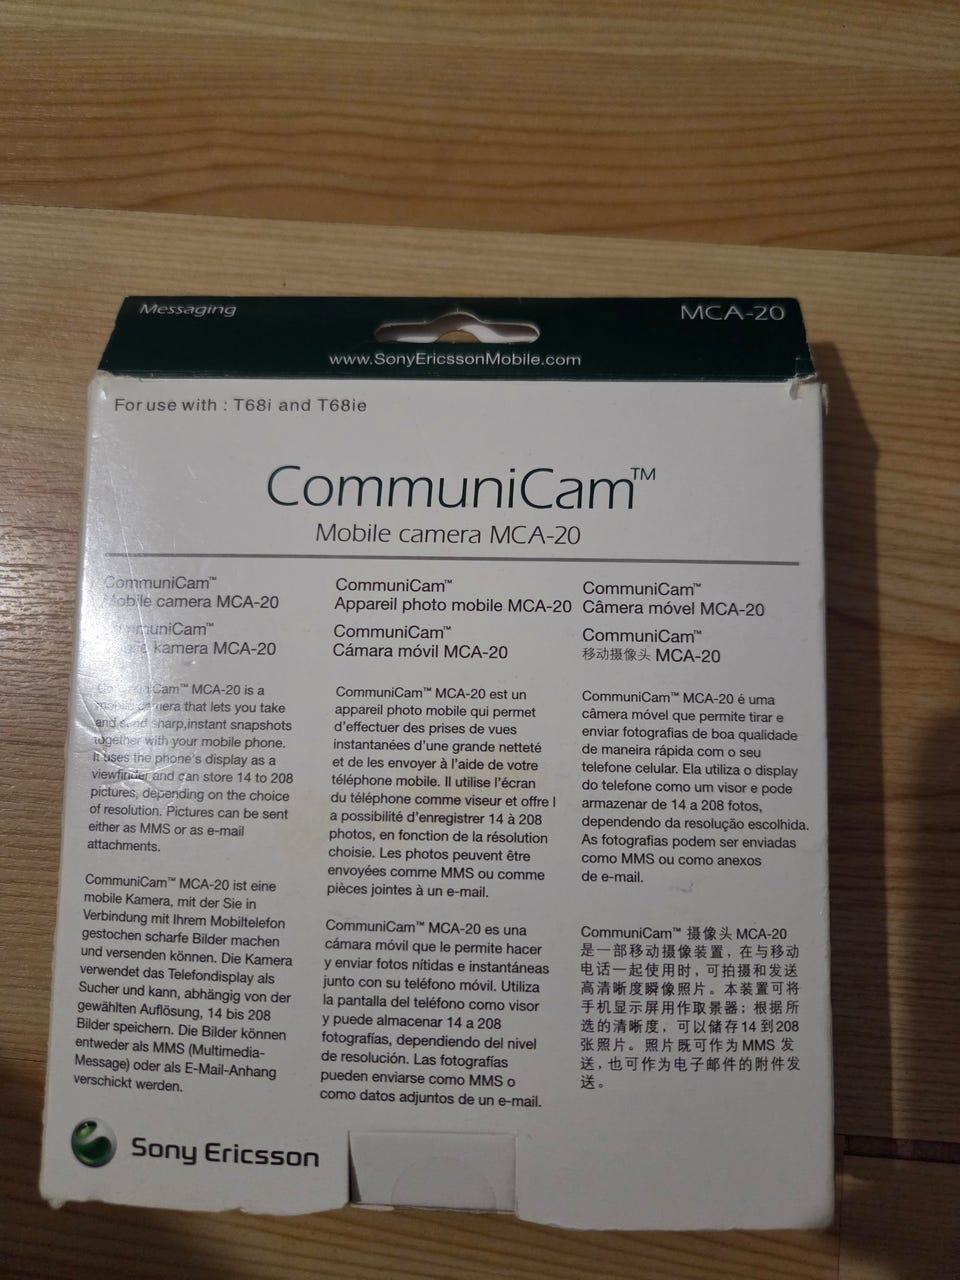 Messaging
MCA-20
www.SonyEricssonMobile.com
For use with : T68i and T68ie
CommuniCam™
Mobile camera MCA-20
CommuniCam™
Mobile camera MCA-20
CommuniCam™
kamera MCA-20
CommuniCam™
Appareil photo mobile MCA-20
CommuniCam™
Cámara móvil MCA-20
CommuniCam™
Câmera móvel MCA-20
CommuniCam™
移动摄像头 MCA-20
CommuniCam™ MCA-20 is a
mobile camera that lets you take
and send sharp,instant snapshots
together with your mobile phone.
It uses the phone's display as a
viewfinder and can store 14 to 208
pictures, depending on the choice
of resolution. Pictures can be sent
either as MMS or as e-mail
attachments.
CommuniCam™ MCA-20 ist eine
mobile Kamera, mit der Sie in
Verbindung mit Ihrem Mobiltelefon
gestochen scharfe Bilder machen
und versenden können. Die Kamera
verwendet das Telefondisplay als
Sucher und kann, abhängig von der
gewählten Auflösung, 14 bis 208
Bilder speichern. Die Bilder können
entweder als MMS (Multimedia-
Message) oder als E-Mail-Anhang
verschickt werden.
CommuniCam™ MCA-20 est un
appareil photo mobile qui permet
d'effectuer des prises de vues
instantanées d'une grande netteté
et de les envoyer à l'aide de votre
téléphone mobile. Il utilise l'écran
du téléphone comme viseur et offre l
a possibilité d'enregistrer 14 à 208
photos, en fonction de la résolution
choisie. Les photos peuvent être
envoyées comme MMS ou comme
pièces jointes à un e-mail.
CommuniCam™ MCA-20 es una
cámara móvil que le permite hacer
y enviar fotos nítidas e instantáneas
junto con su teléfono móvil. Utiliza
la pantalla del teléfono como visor
y puede almacenar 14 a 208
fotografías, dependiendo del nivel
de resolución. Las fotografías
pueden enviarse como MMS o
como datos adjuntos de un e-mail.
CommuniCam™ MCA-20 é uma
câmera móvel que permite tirar e
enviar fotografias de boa qualidade
de maneira rápida com o seu
telefone celular. Ela utiliza o display
do telefone como um visor e pode
armazenar de 14 a 208 fotos,
dependendo da resolução escolhida.
As fotografias podem ser enviadas
como MMS ou como anexos
de e-mail.
CommuniCam™ 摄像头 MCA-20
是一部移动摄像装置，在与移动
电话一起使用时，可拍摄和发送
高清晰度瞬像照片。本装置可将
手机显示屏用作取景器；根据所
选的清晰度，可以储存14到208
张照片。照片既可作为MMS 发
送，也可作为电子邮件的附件发
送。
Sony Ericsson